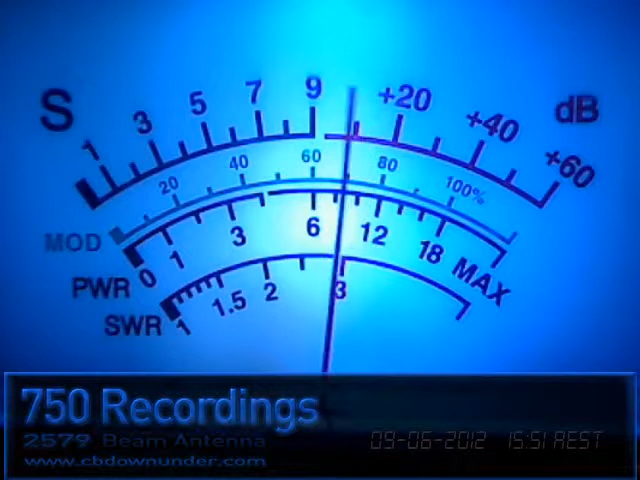 S 1 3 5 7 9 +20 +40 +60 dB
20 40 60 80 100%
MOD
PWR 0 1 3 6 12 18 MAX
SWR 1 1.5 2 3
750 Recordings
2579 Beam Antenna
09-06-2012 15:51 AEST
www.cbdownunder.com